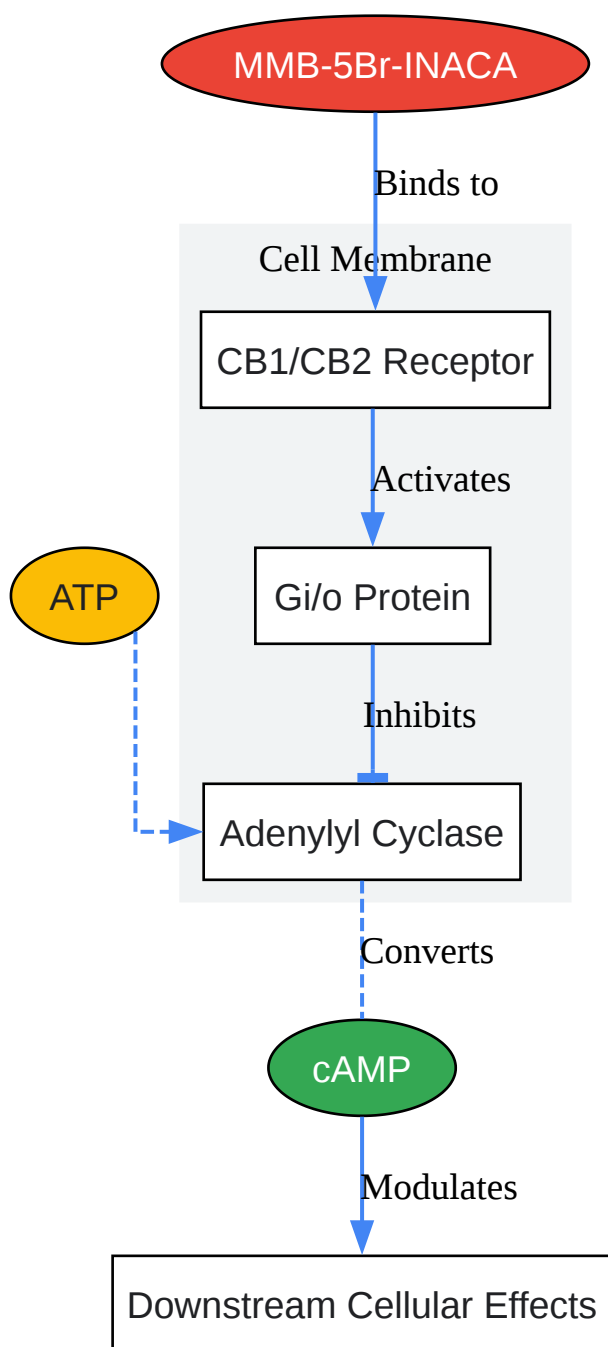 MMB-5Br-INACA
Binds to
Cell Membrane
CB1/CB2 Receptor
Activates
ATP
Gi/o Protein
Inhibits
Adenylyl Cyclase
Converts
cAMP
Modulates
Downstream Cellular Effects